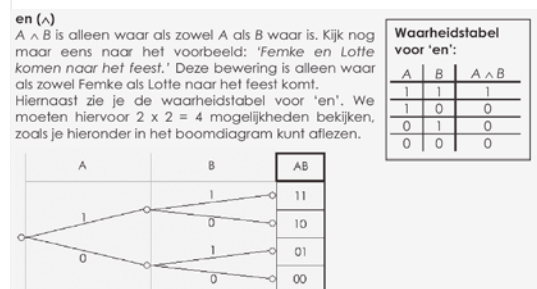 en (∧)
A ∧ B is alleen waar als zowel A als B waar is. Kijk nog
maar eens naar het voorbeeld: ‘Femke en Lotte
komen naar het feest.’ Deze bewering is alleen waar
als zowel Femke als Lotte naar het feest komt.
Hiernaast zie je de waarheidstabel voor ‘en’. We
moeten hiervoor 2 x 2 = 4 mogelijkheden bekijken,
zoals je hieronder in het boomdiagram kunt aflezen.
Waarheidstabel
voor ‘en’:
A B A ∧ B
1 1 1
1 0 0
0 1 0
0 0 0
A B AB
1 1 11
0 10
0 1 01
0 00